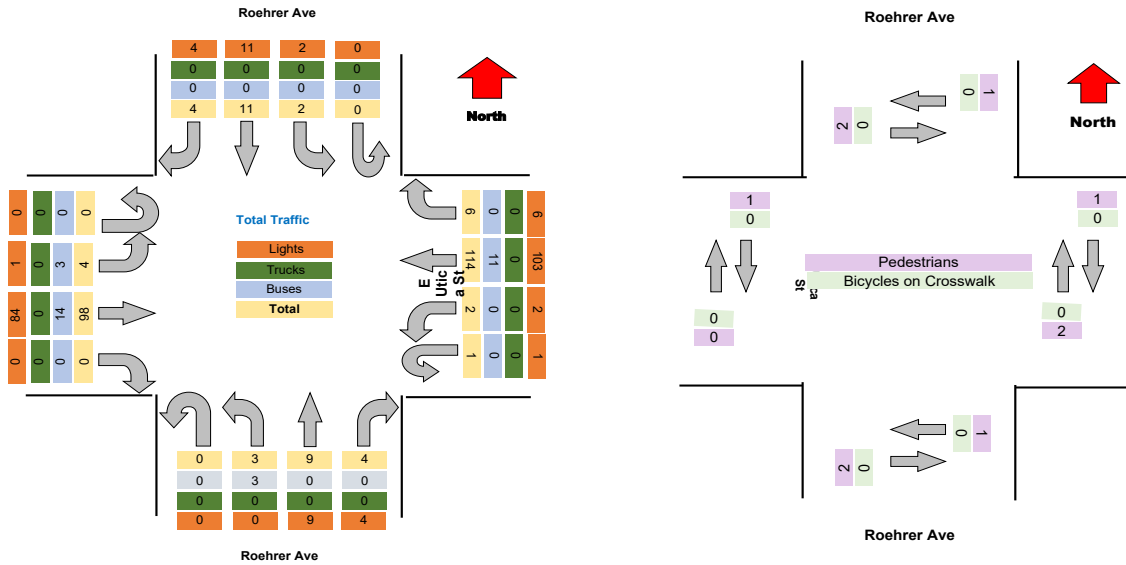 Roehrer Ave
4 11 2 0
0 0 0 0
0 0 0 0
4 11 2 0
North
0 0 0 0
1 0 3 4
84 0 14 98
0 0 0 0
Total Traffic
Lights
Trucks
Buses
Total
6 0 0 6
114 11 0 103
2 0 0 2
1 0 0 1
E
Utic
a St
0 3 9 4
0 3 0 0
0 0 0 0
0 0 9 4
Roehrer Ave
Roehrer Ave
0 1
2 0
North
1
0
1
0
Pedestrians
Bicycles on Crosswalk
ca
St
0
0
0
2
0 1
2 0
Roehrer Ave